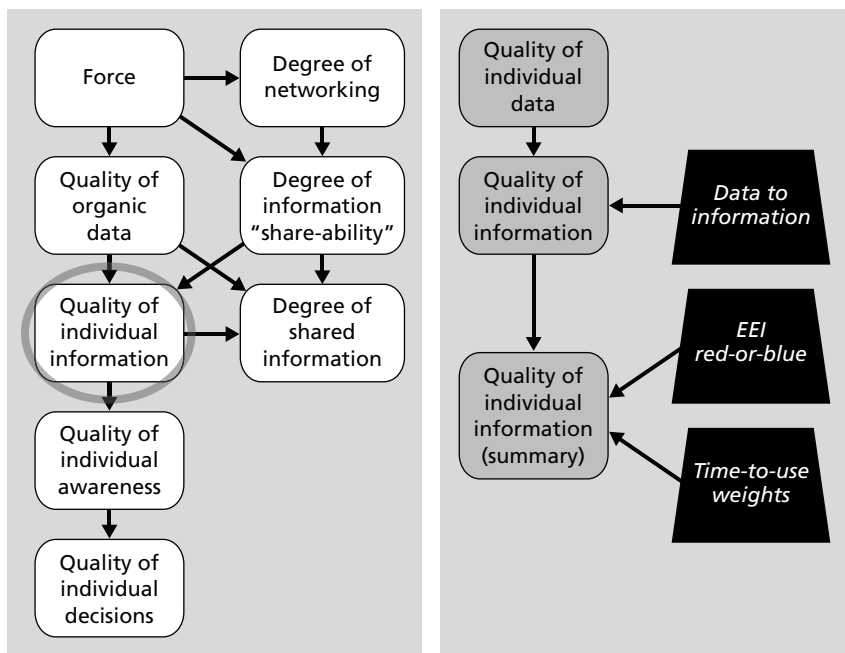 Force
Degree of
networking
Quality of
organic
data
Degree of
information
“share-ability”
Quality of
individual
information
Degree of
shared
information
Quality of
individual
awareness
Quality of
individual
decisions
Quality of
individual
data
Quality of
individual
information
Data to
information
EEI
red-or-blue
Quality of
individual
information
(summary)
Time-to-use
weights